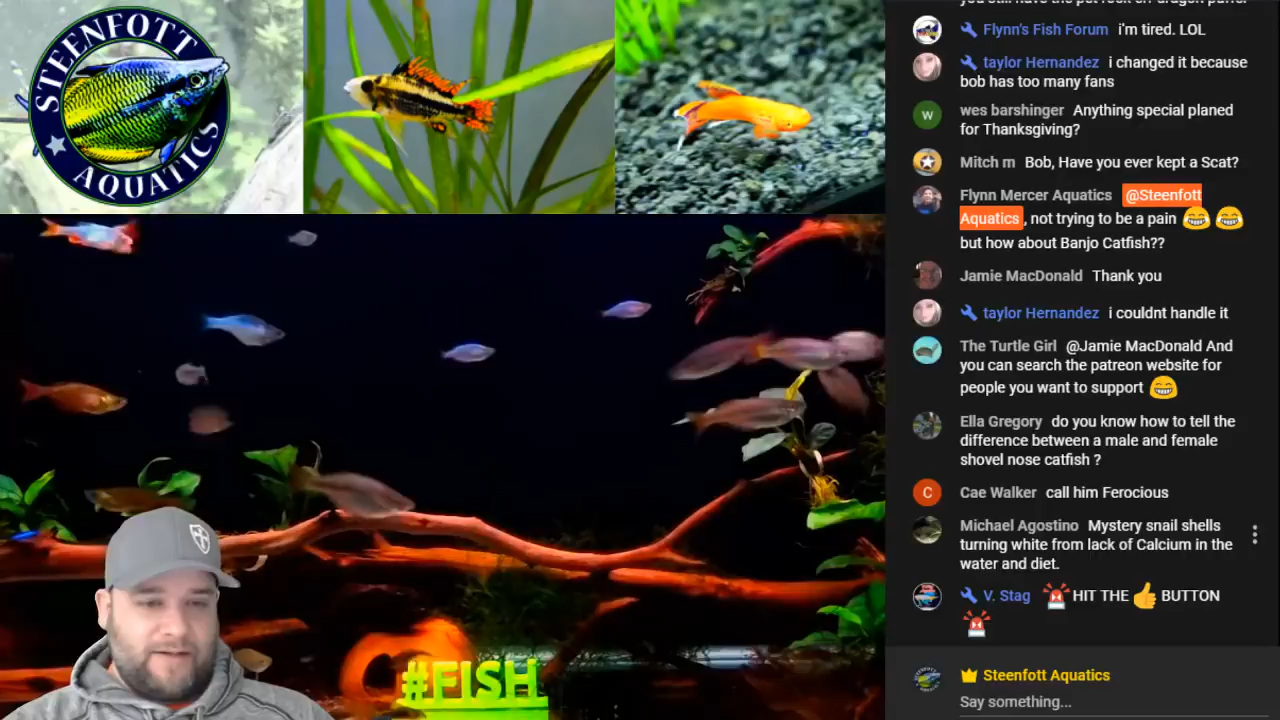 STEENFOTT
AQUATICS
#FISH
Flynn's Fish Forum i'm tired. LOL
taylor Hernandez i changed it because
bob has too many fans
W
wes barshinger Anything special planed
for Thanksgiving?
Mitch m Bob, Have you ever kept a Scat?
Flynn Mercer Aquatics @Steenfott
Aquatics, not trying to be a pain 😂 😂
but how about Banjo Catfish??
Jamie MacDonald Thank you
taylor Hernandez i couldnt handle it
The Turtle Girl @Jamie MacDonald And
you can search the patreon website for
people you want to support 😁
Ella Gregory do you know how to tell the
difference between a male and female
shovel nose catfish ?
C
Cae Walker call him Ferocious
Michael Agostino Mystery snail shells
turning white from lack of Calcium in the
water and diet.
V. Stag 🚨 HIT THE 👍 BUTTON
🚨
Steenfott Aquatics
Say something...